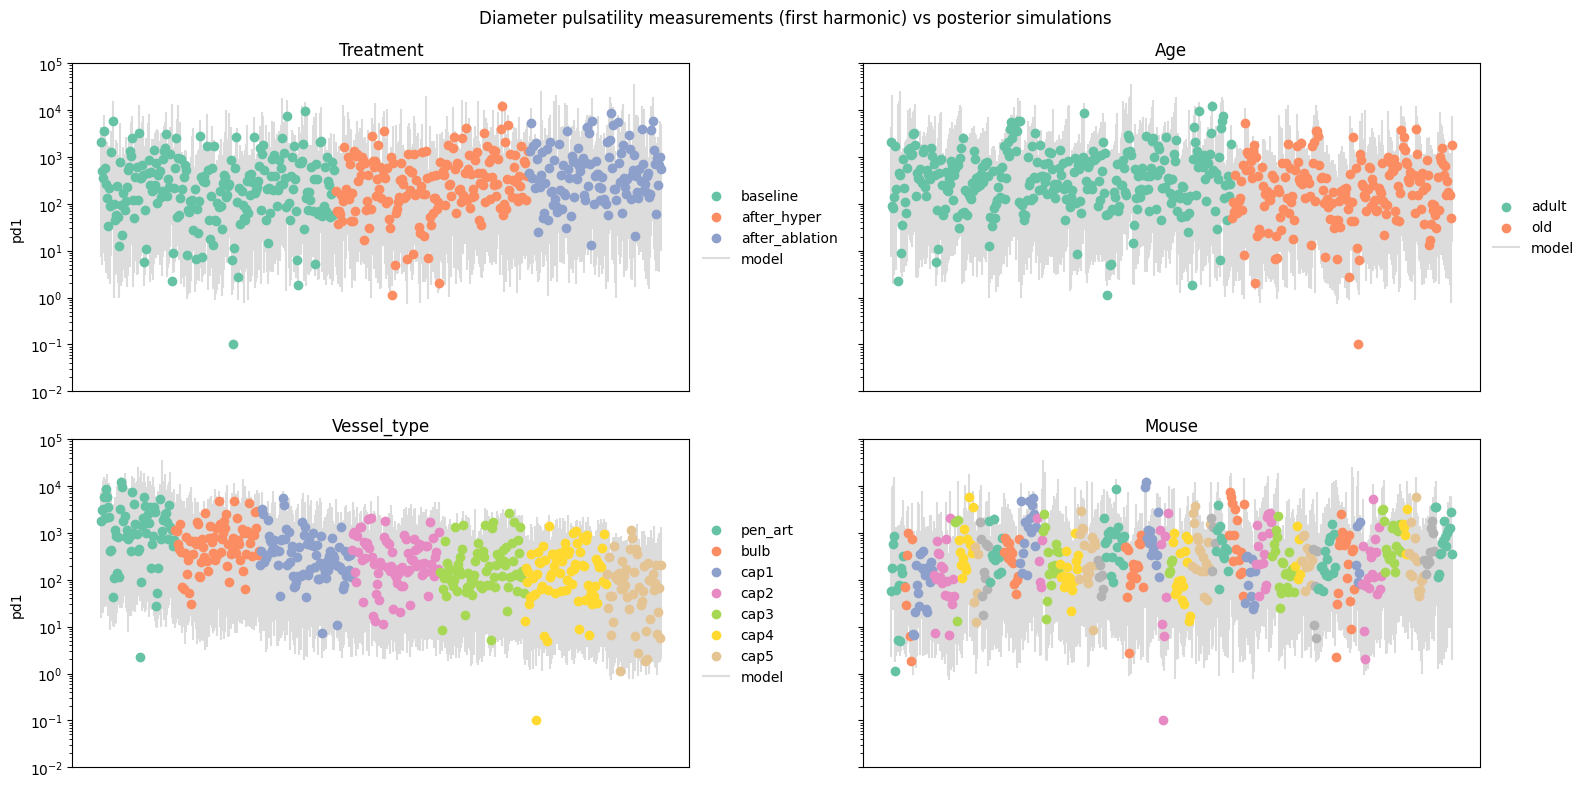 Diameter pulsatility measurements (first harmonic) vs posterior simulations
Treatment
10^5
10^4
10^3
10^2
10^1
10^0
10^-1
10^-2
pd1
baseline
after_hyper
after_ablation
model
Age
adult
old
model
Vessel_type
10^5
10^4
10^3
10^2
10^1
10^0
10^-1
10^-2
pd1
pen_art
bulb
cap1
cap2
cap3
cap4
cap5
model
Mouse